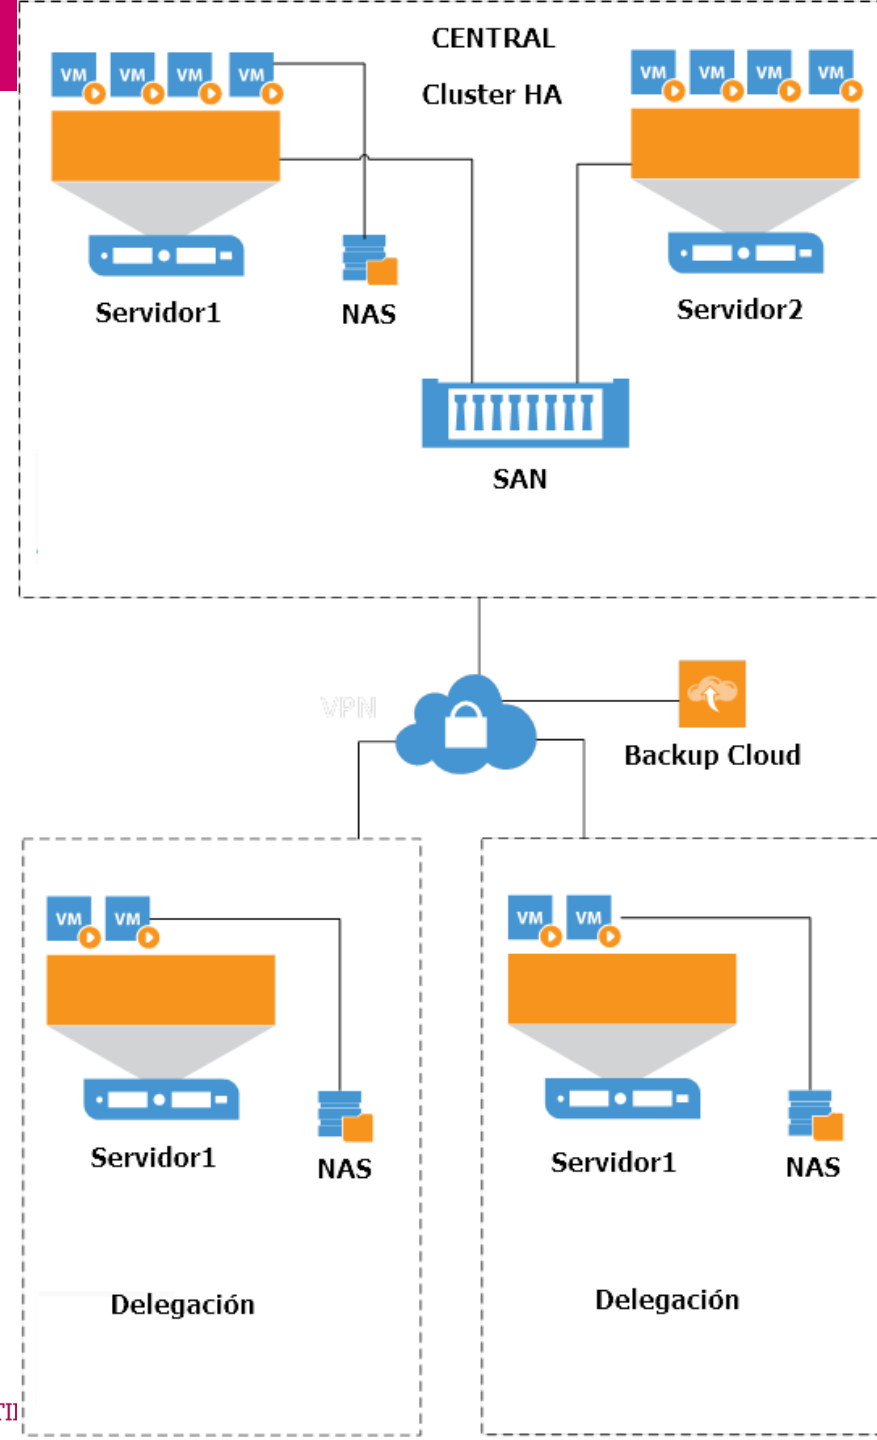 CENTRAL
Cluster HA
VM VM VM VM
VM VM VM VM
Servidor1
NAS
Servidor2
SAN
VPN
Backup Cloud
VM VM
VM VM
Servidor1
NAS
Servidor1
NAS
Delegación
Delegación